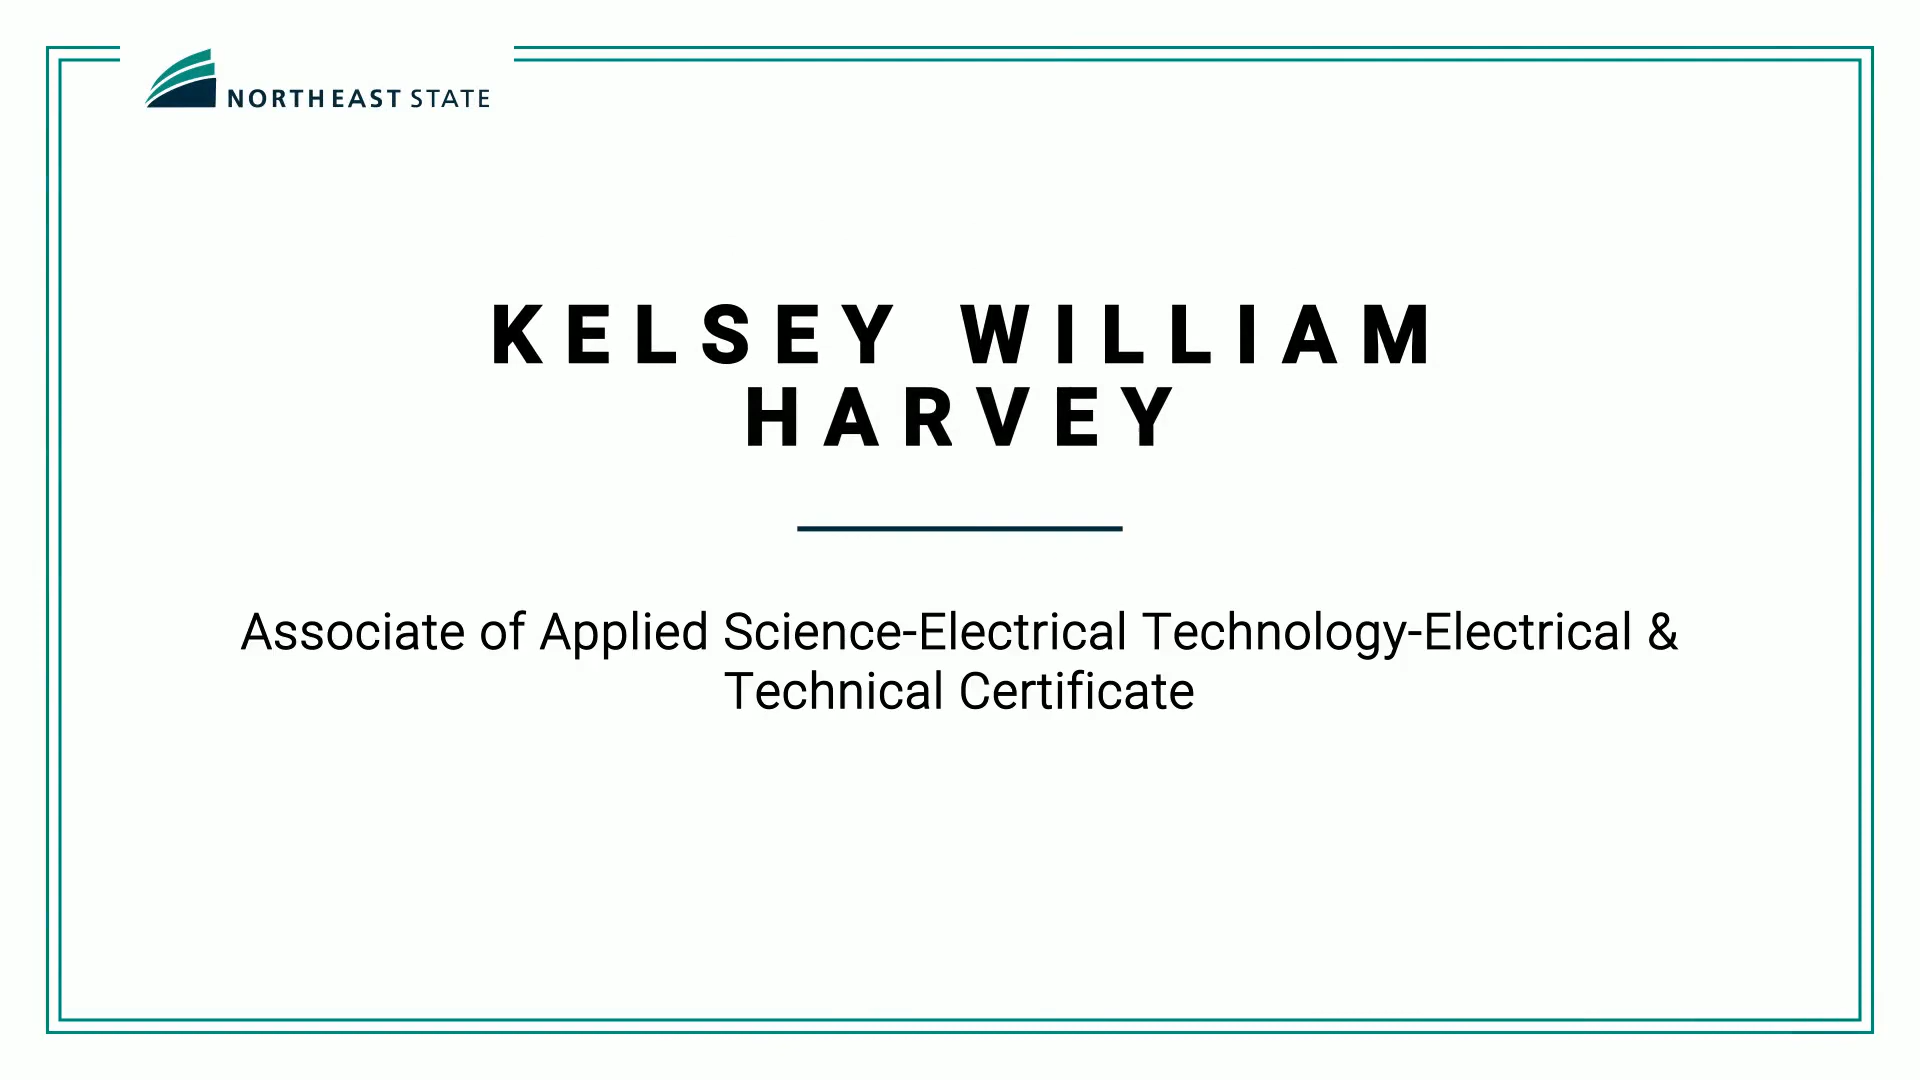 NORTHEAST STATE
KELSEY WILLIAM
HARVEY
Associate of Applied Science-Electrical Technology-Electrical &
Technical Certificate